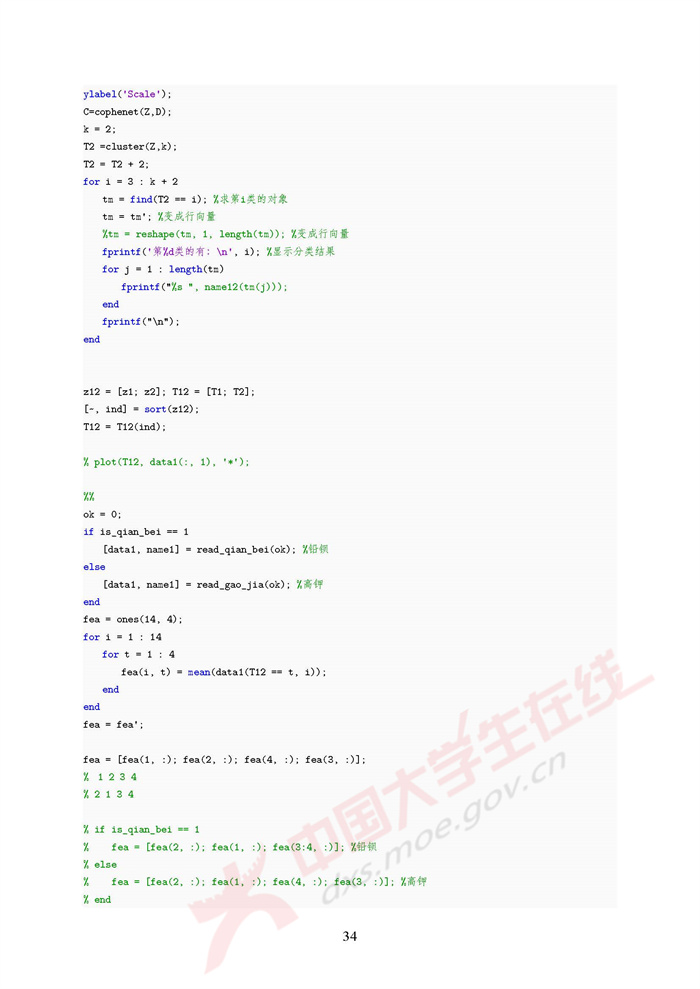 ylabel('Scale');
C=cophenet(Z,D);
k = 2;
T2 =cluster(Z,k);
T2 = T2 + 2;
for i = 3 : k + 2
tm = find(T2 == i); %求第i类的对象
tm = tm'; %变成行向量
%tm = reshape(tm, 1, length(tm)); %变成行向量
fprintf('第%d类的有: \n', i); %显示分类结果
for j = 1 : length(tm)
fprintf("%s ", name12(tm(j)));
end
fprintf("\n");
end
z12 = [z1; z2]; T12 = [T1; T2];
[~, ind] = sort(z12);
T12 = T12(ind);
% plot(T12, data1(:, 1), '*');
%%
ok = 0;
if is_qian_bei == 1
[data1, name1] = read_qian_bei(ok); %铅钡
else
[data1, name1] = read_gao_jia(ok); %高钾
end
fea = ones(14, 4);
for i = 1 : 14
for t = 1 : 4
fea(i, t) = mean(data1(T12 == t, i));
end
end
fea = fea';
fea = [fea(1, :); fea(2, :); fea(4, :); fea(3, :)];
% 1 2 3 4
% 2 1 3 4
% if is_qian_bei == 1
% fea = [fea(2, :); fea(1, :); fea(3:4, :)]; %铅钡
% else
% fea = [fea(2, :); fea(1, :); fea(4, :); fea(3, :)]; %高钾
% end
中国大学生在线
dxs.moe.gov.cn
34